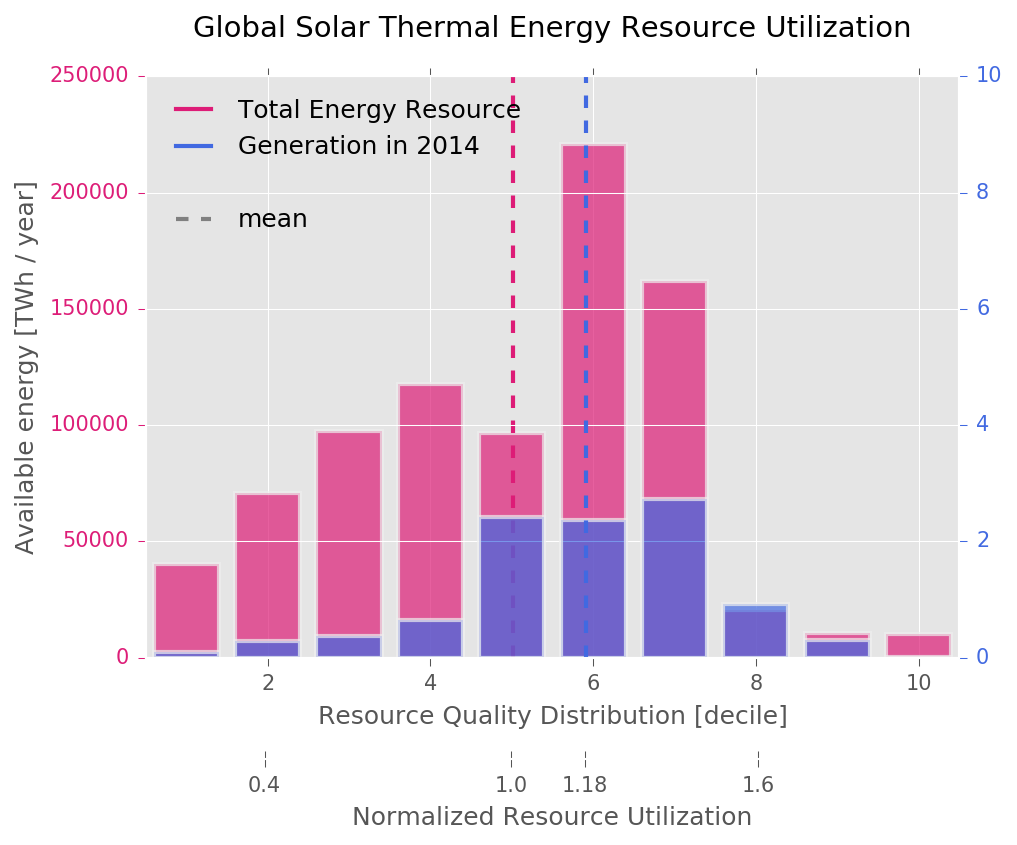 Global Solar Thermal Energy Resource Utilization
250000
200000
150000
100000
50000
0
Available energy [TWh / year]
Total Energy Resource
Generation in 2014
mean
10
8
6
4
2
0
2 4 6 8 10
Resource Quality Distribution [decile]
0.4 1.0 1.18 1.6
Normalized Resource Utilization